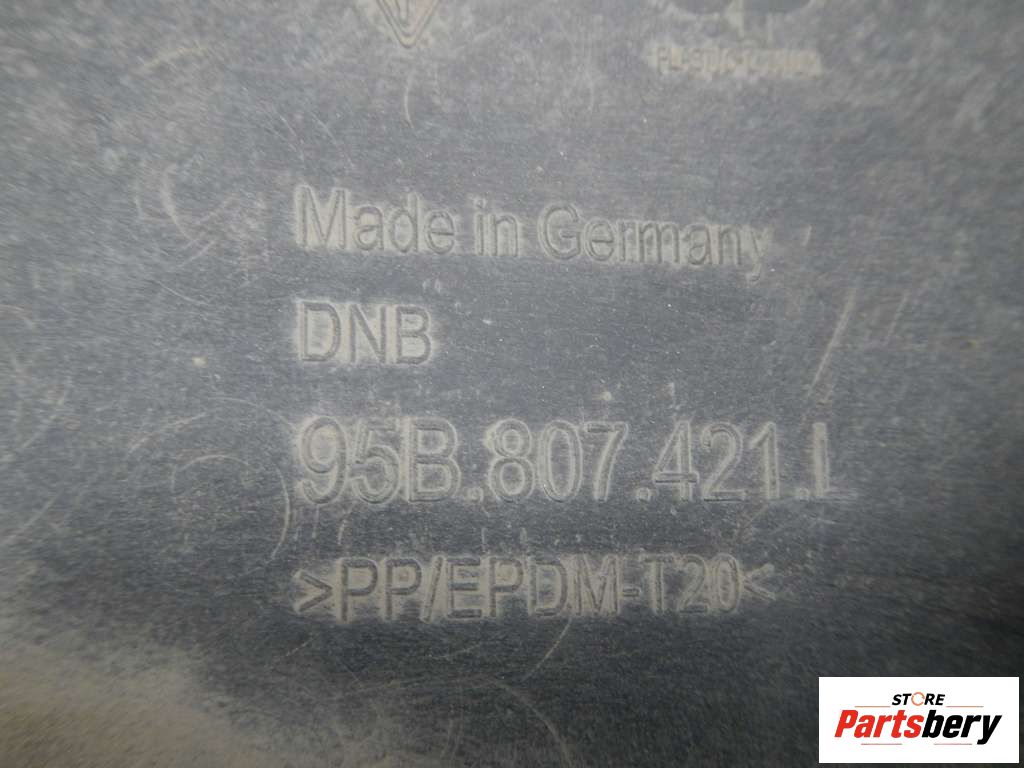 Made in Germany
DNB
95B.807.421.L
>PP/EPDM-T20<
STORE
Partsbery